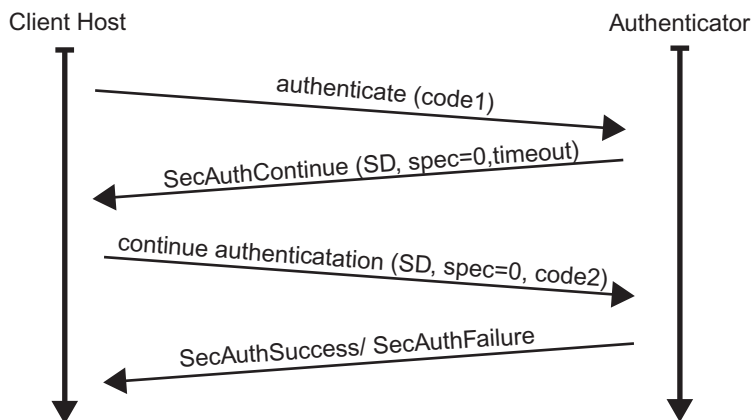 Client Host
Authenticator
authenticate (code1)
SecAuthContinue (SD, spec=0,timeout)
continue authenticatation (SD, spec=0, code2)
SecAuthSuccess/ SecAuthFailure